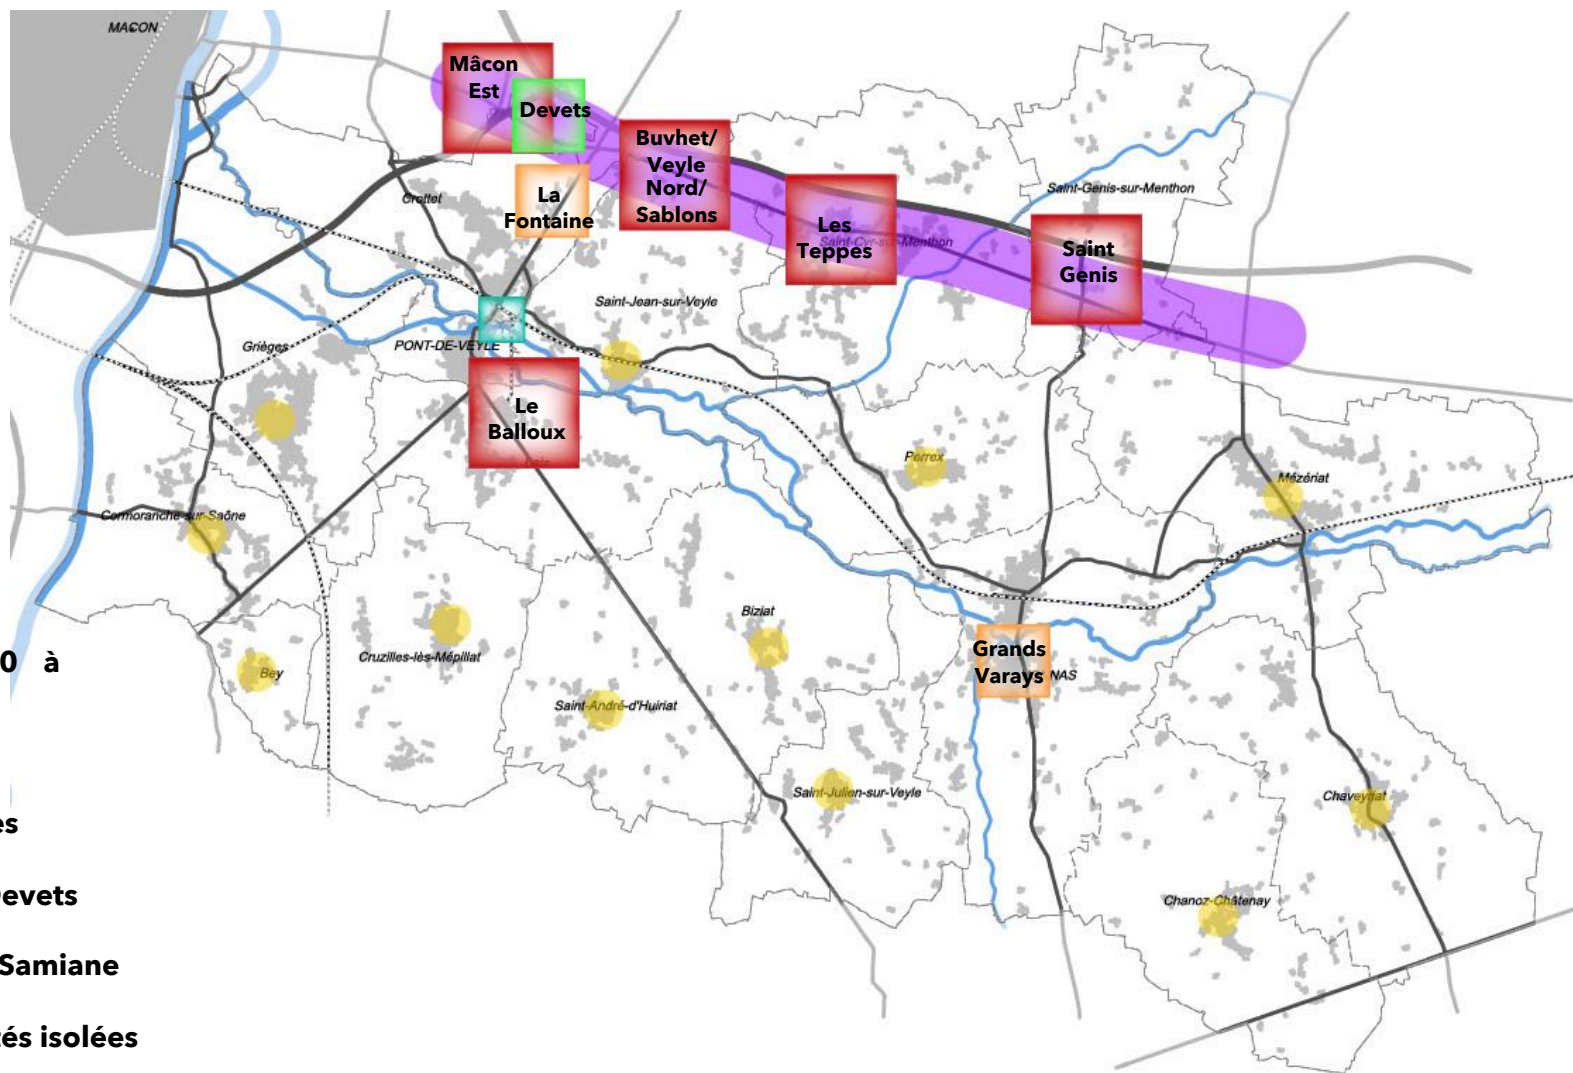 MACON
Mâcon
Est
Devets
Buvhet/
Veyle
Nord/
Sablons
La
Fontaine
Crottet
Saint-Genis-sur-Menthon
Les
Teppes
Saint-Cyr-sur-Menthon
Saint
Genis
Saint-Jean-sur-Veyle
Grièges
PONT-DE-VEYLE
Le
Balloux
Perrex
Mézériat
Cormoranche-sur-Saône
Biziat
Grands
Varays
NAS
Cruzilles-lès-Mépillat
Bey
Saint-André-d'Huiriat
Saint-Julien-sur-Veyle
Chaveyriat
Chanoz-Châtenay
0 à
es
Devets
Samiane
tés isolées